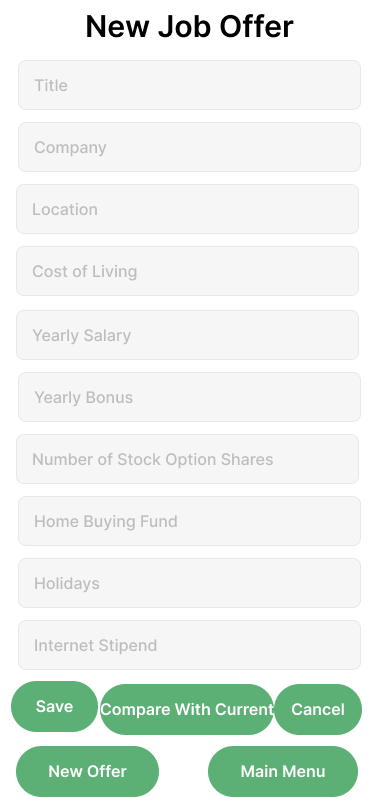 New Job Offer
Title
Company
Location
Cost of Living
Yearly Salary
Yearly Bonus
Number of Stock Option Shares
Home Buying Fund
Holidays
Internet Stipend
Save Compare With Current Cancel
New Offer Main Menu